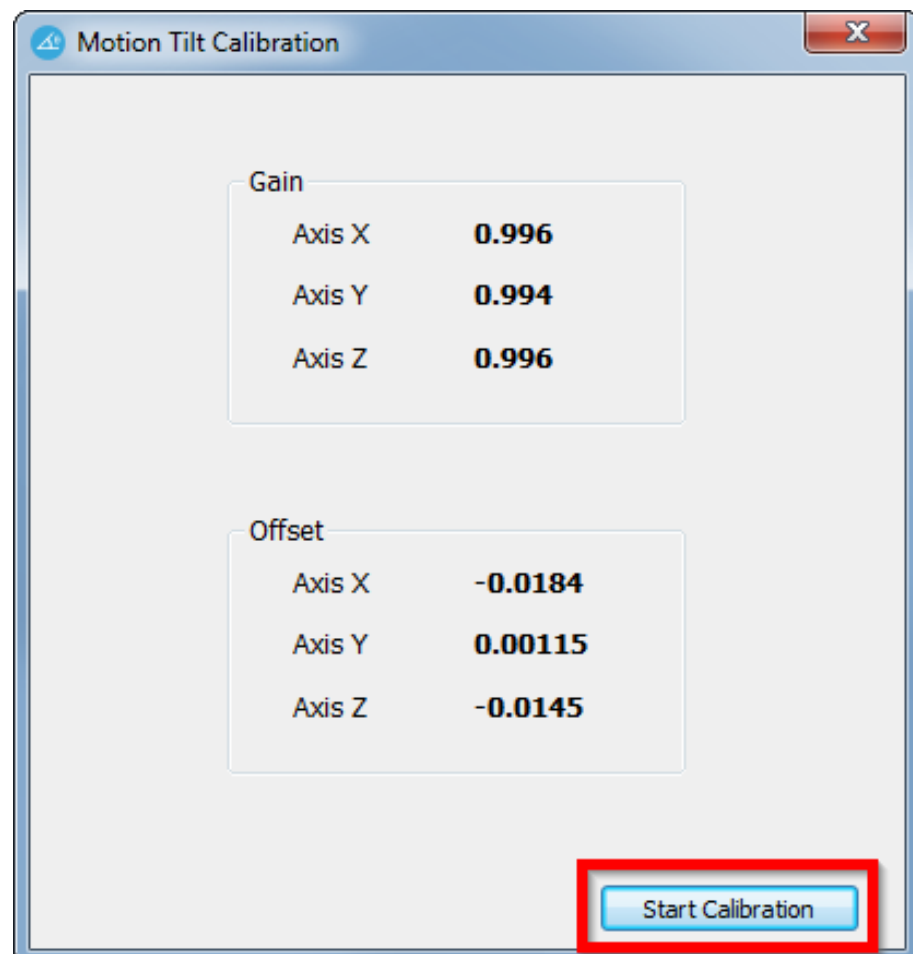 Motion Tilt Calibration
Gain
Axis X 0.996
Axis Y 0.994
Axis Z 0.996
Offset
Axis X -0.0184
Axis Y 0.00115
Axis Z -0.0145
Start Calibration